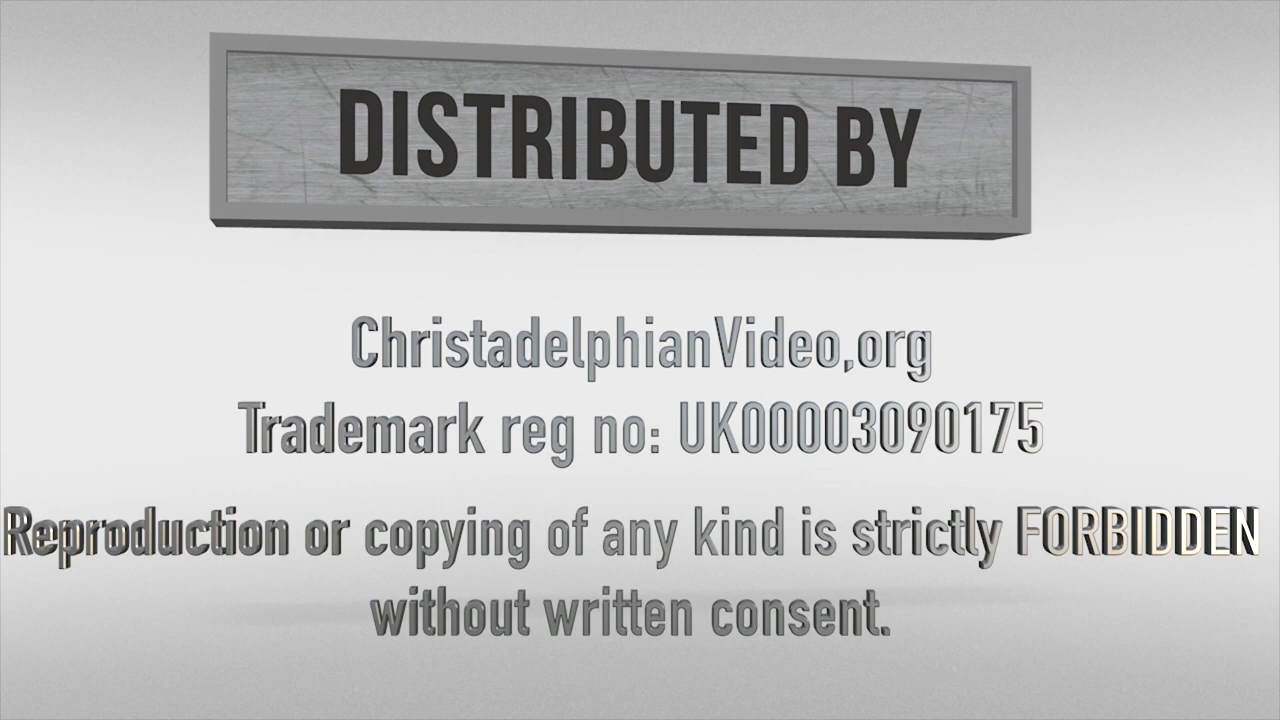 DISTRIBUTED BY
ChristadelphianVideo,org
Trademark reg no: UK00003090175
Reproduction or copying of any kind is strictly FORBIDDEN
without written consent.